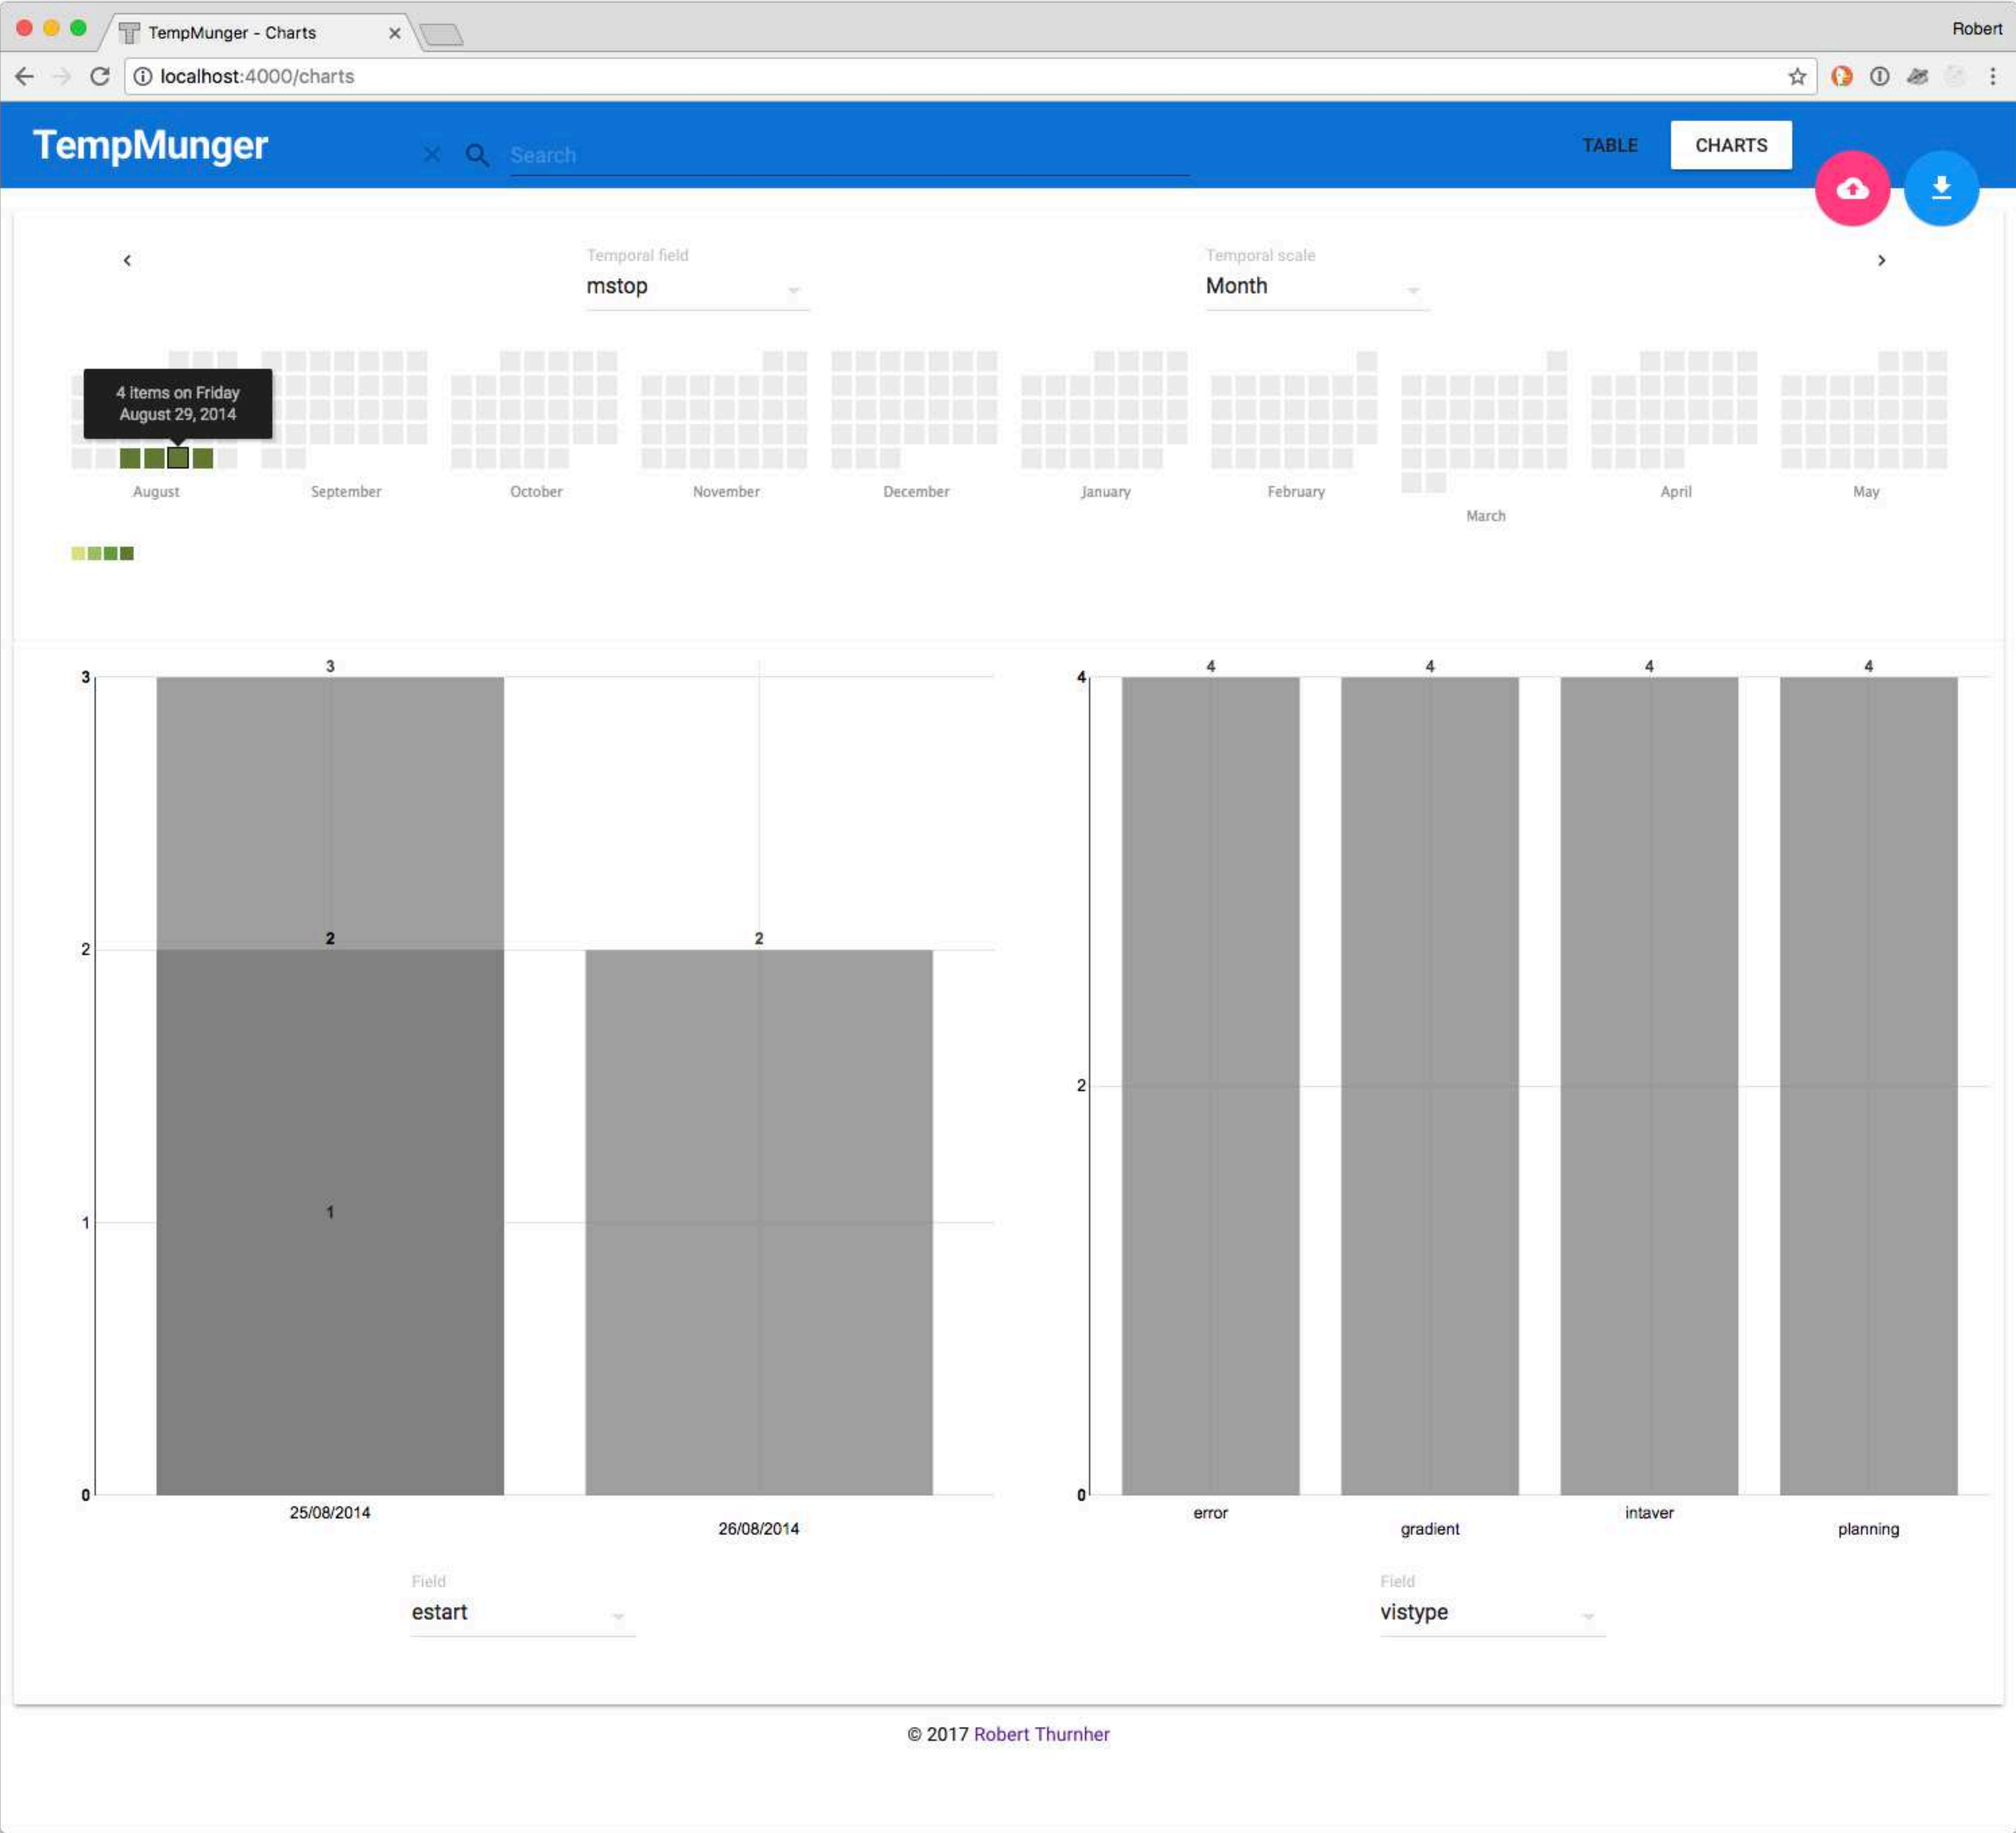 TempMunger - Charts
Robert
localhost:4000/charts
TempMunger
Search
TABLE
CHARTS
Temporal field
mstop
Temporal scale
Month
4 items on Friday
August 29, 2014
August
September
October
November
December
January
February
March
April
May
3
2
1
0
3
2
1
2
25/08/2014
26/08/2014
Field
estart
4
2
0
4
4
4
4
error
gradient
intaver
planning
Field
vistype
© 2017 Robert Thurnher